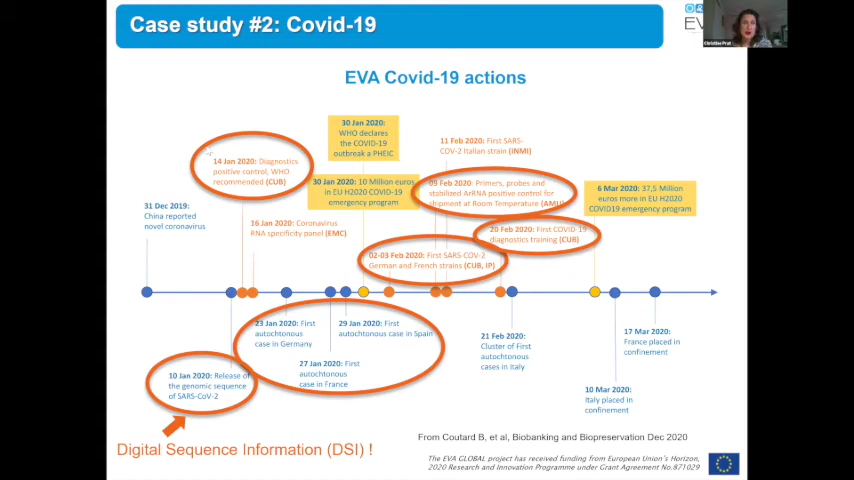 Case study #2: Covid-19
EV
Christine Prat
EVA Covid-19 actions
30 Jan 2020:
WHO declares
the COVID-19
outbreak a PHEIC
11 Feb 2020: First SARS-
COV-2 Italian strain (INMI)
14 Jan 2020: Diagnostics
positive control, WHO
recommended (CUB)
30 Jan 2020: 10 Million euros
in EU H2020 COVID-19
emergency program
09 Feb 2020: Primers, probes and
stabilized ArRNA positive control for
shipment at Room Temperature (AMU)
6 Mar 2020: 37,5 Million
euros more in EU H2020
COVID19 emergency program
31 Dec 2019:
China reported
novel coronavirus
16 Jan 2020: Coronavirus
RNA specificity panel (EMC)
20 Feb 2020: First COVID-19
diagnostics training (CUB)
02-03 Feb 2020: First SARS-COV-2
German and French strains (CUB, IP)
23 Jan 2020: First
autochtonous
case in Germany
29 Jan 2020: First
autochtonous case in Spain
27 Jan 2020: First
autochtonous
case in France
21 Feb 2020:
Cluster of First
autochtonous
cases in Italy
17 Mar 2020:
France placed in
confinement
10 Jan 2020: Release of
the genomic sequence
of SARS-CoV-2
10 Mar 2020:
Italy placed in
confinement
Digital Sequence Information (DSI) !
From Coutard B, et al, Biobanking and Biopreservation Dec 2020
The EVA GLOBAL project has received funding from European Union's Horizon,
2020 Research and Innovation Programme under Grant Agreement No.871029